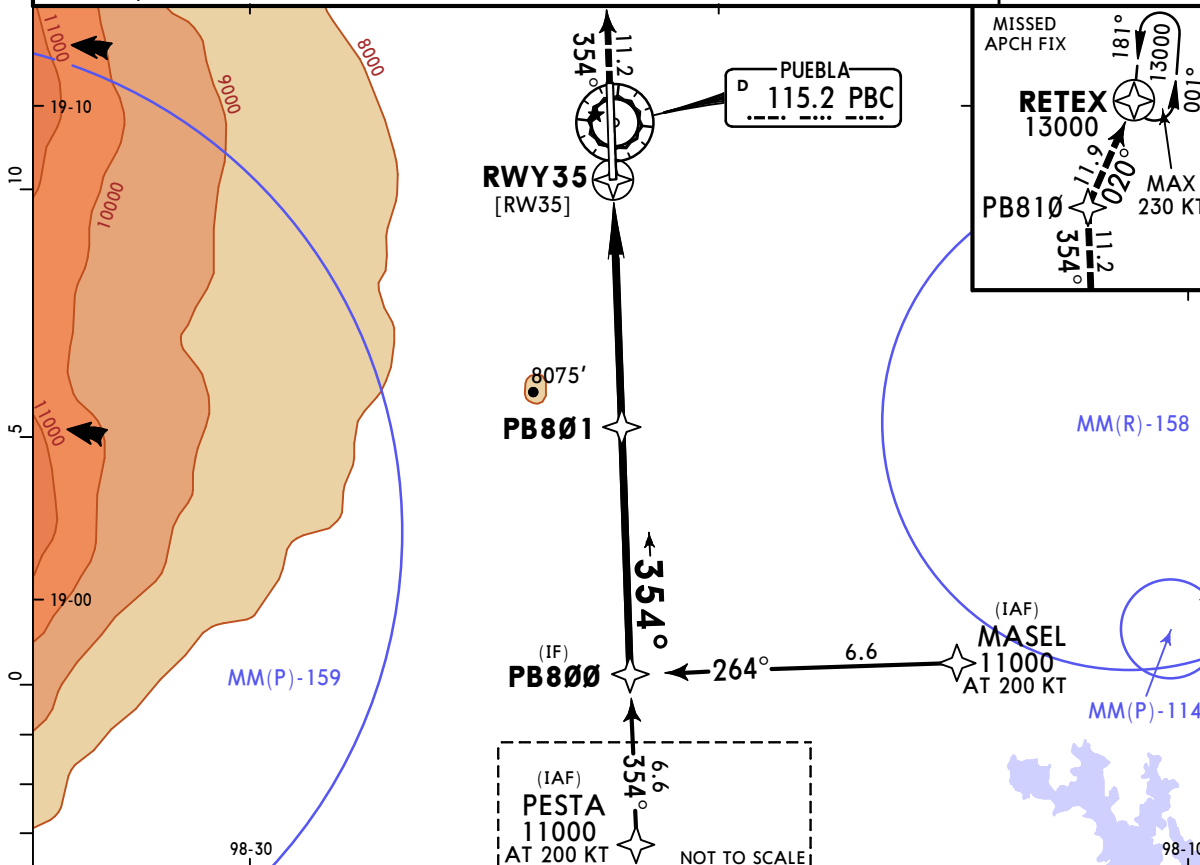 11000
8000
9000
10000
11000
19-10
10
5
19-00
0
98-30
MM(P)-159
354°
11.2
PUEBLA
D 115.2 PBC
RWY35
[RW35]
8075'
PB8Ø1
354°
(IF)
PB8ØØ
264°
6.6
(IAF)
MASEL
11000
AT 200 KT
354°
6.6
(IAF)
PESTA
11000
AT 200 KT
NOT TO SCALE
MISSED
APCH FIX
181°
13000
001°
RETEX
13000
11.9
020°
MAX
230 KT
PB81Ø
354°
11.2
MM(R)-158
MM(P)-114